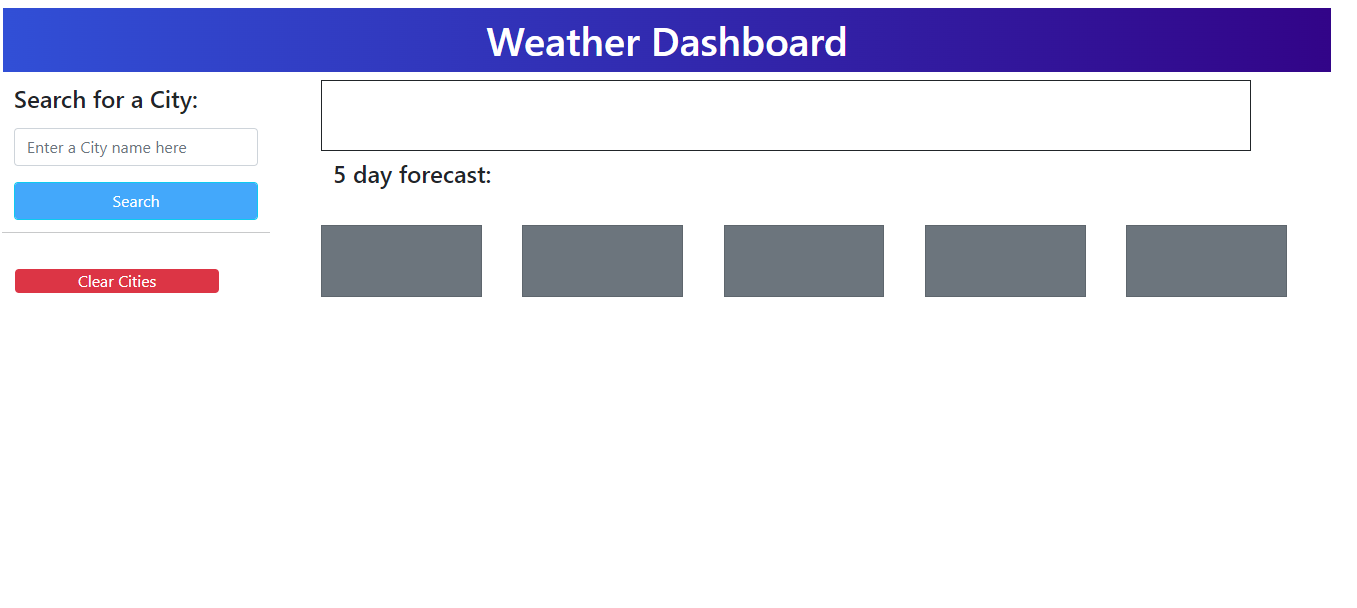 Weather Dashboard
Search for a City:
Enter a City name here
Search
Clear Cities
5 day forecast: